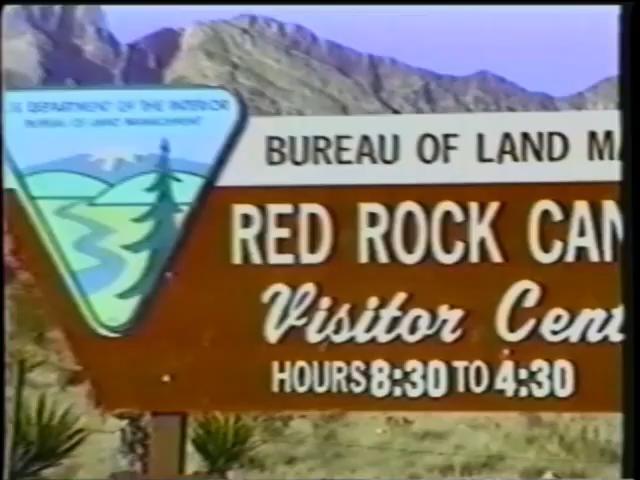 U.S. DEPARTMENT OF THE INTERIOR
BUREAU OF LAND MANAGEMENT
BUREAU OF LAND MA
RED ROCK CAN
Visitor Cent
HOURS 8:30 TO 4:30